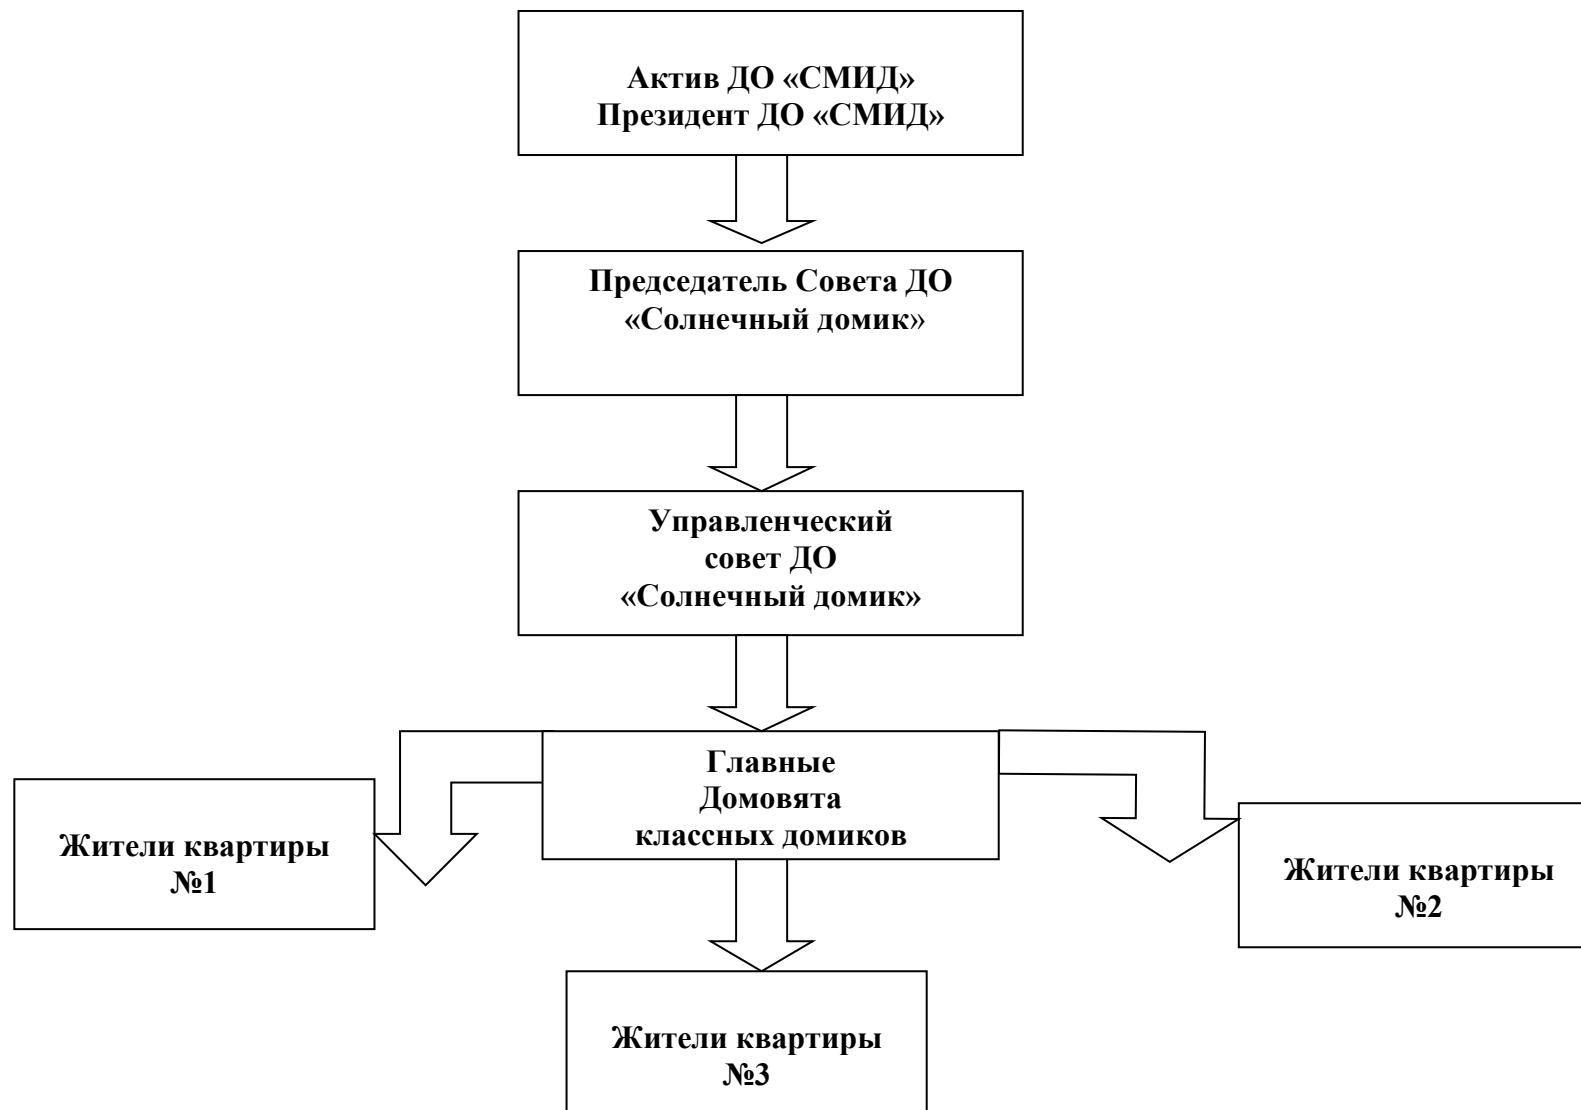 Актив ДО «СМИД»
Президент ДО «СМИД»
Председатель Совета ДО
«Солнечный домик»
Управленческий
совет ДО
«Солнечный домик»
Главные
Домовята
классных домиков
Жители квартиры
№1
Жители квартиры
№2
Жители квартиры
№3